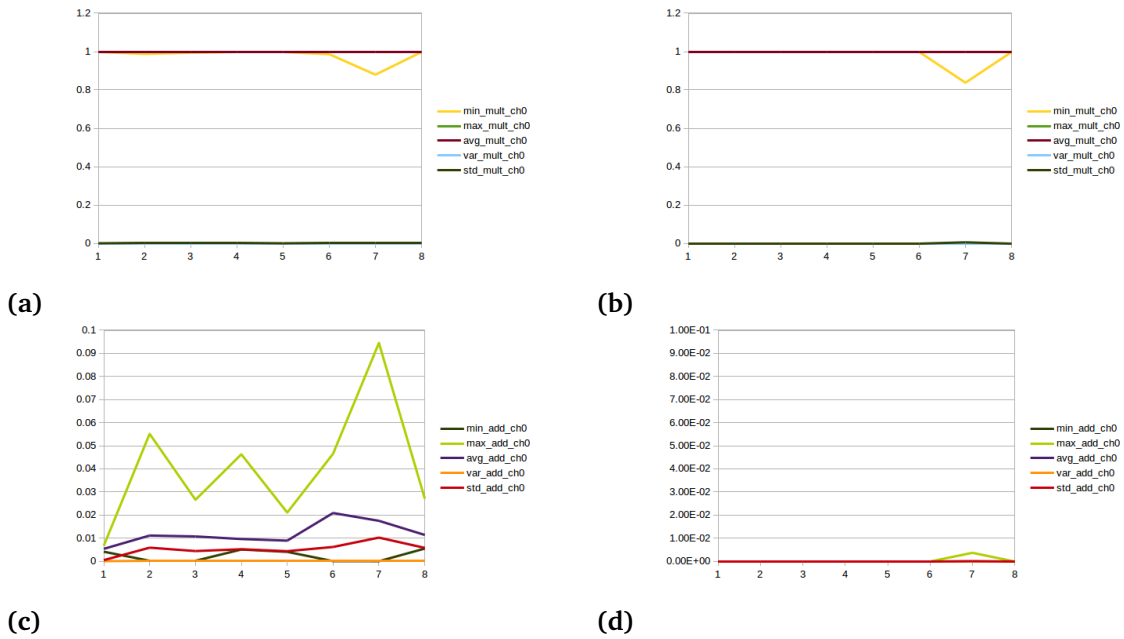 1.2
1
0.8
0.6
0.4
0.2
0
1 2 3 4 5 6 7 8
min_mult_ch0
max_mult_ch0
avg_mult_ch0
var_mult_ch0
std_mult_ch0
(a)
1.2
1
0.8
0.6
0.4
0.2
0
1 2 3 4 5 6 7 8
min_mult_ch0
max_mult_ch0
avg_mult_ch0
var_mult_ch0
std_mult_ch0
(b)
0.1
0.09
0.08
0.07
0.06
0.05
0.04
0.03
0.02
0.01
0
1 2 3 4 5 6 7 8
min_add_ch0
max_add_ch0
avg_add_ch0
var_add_ch0
std_add_ch0
(c)
1.00E-01
9.00E-02
8.00E-02
7.00E-02
6.00E-02
5.00E-02
4.00E-02
3.00E-02
2.00E-02
1.00E-02
0.00E+00
1 2 3 4 5 6 7 8
min_add_ch0
max_add_ch0
avg_add_ch0
var_add_ch0
std_add_ch0
(d)